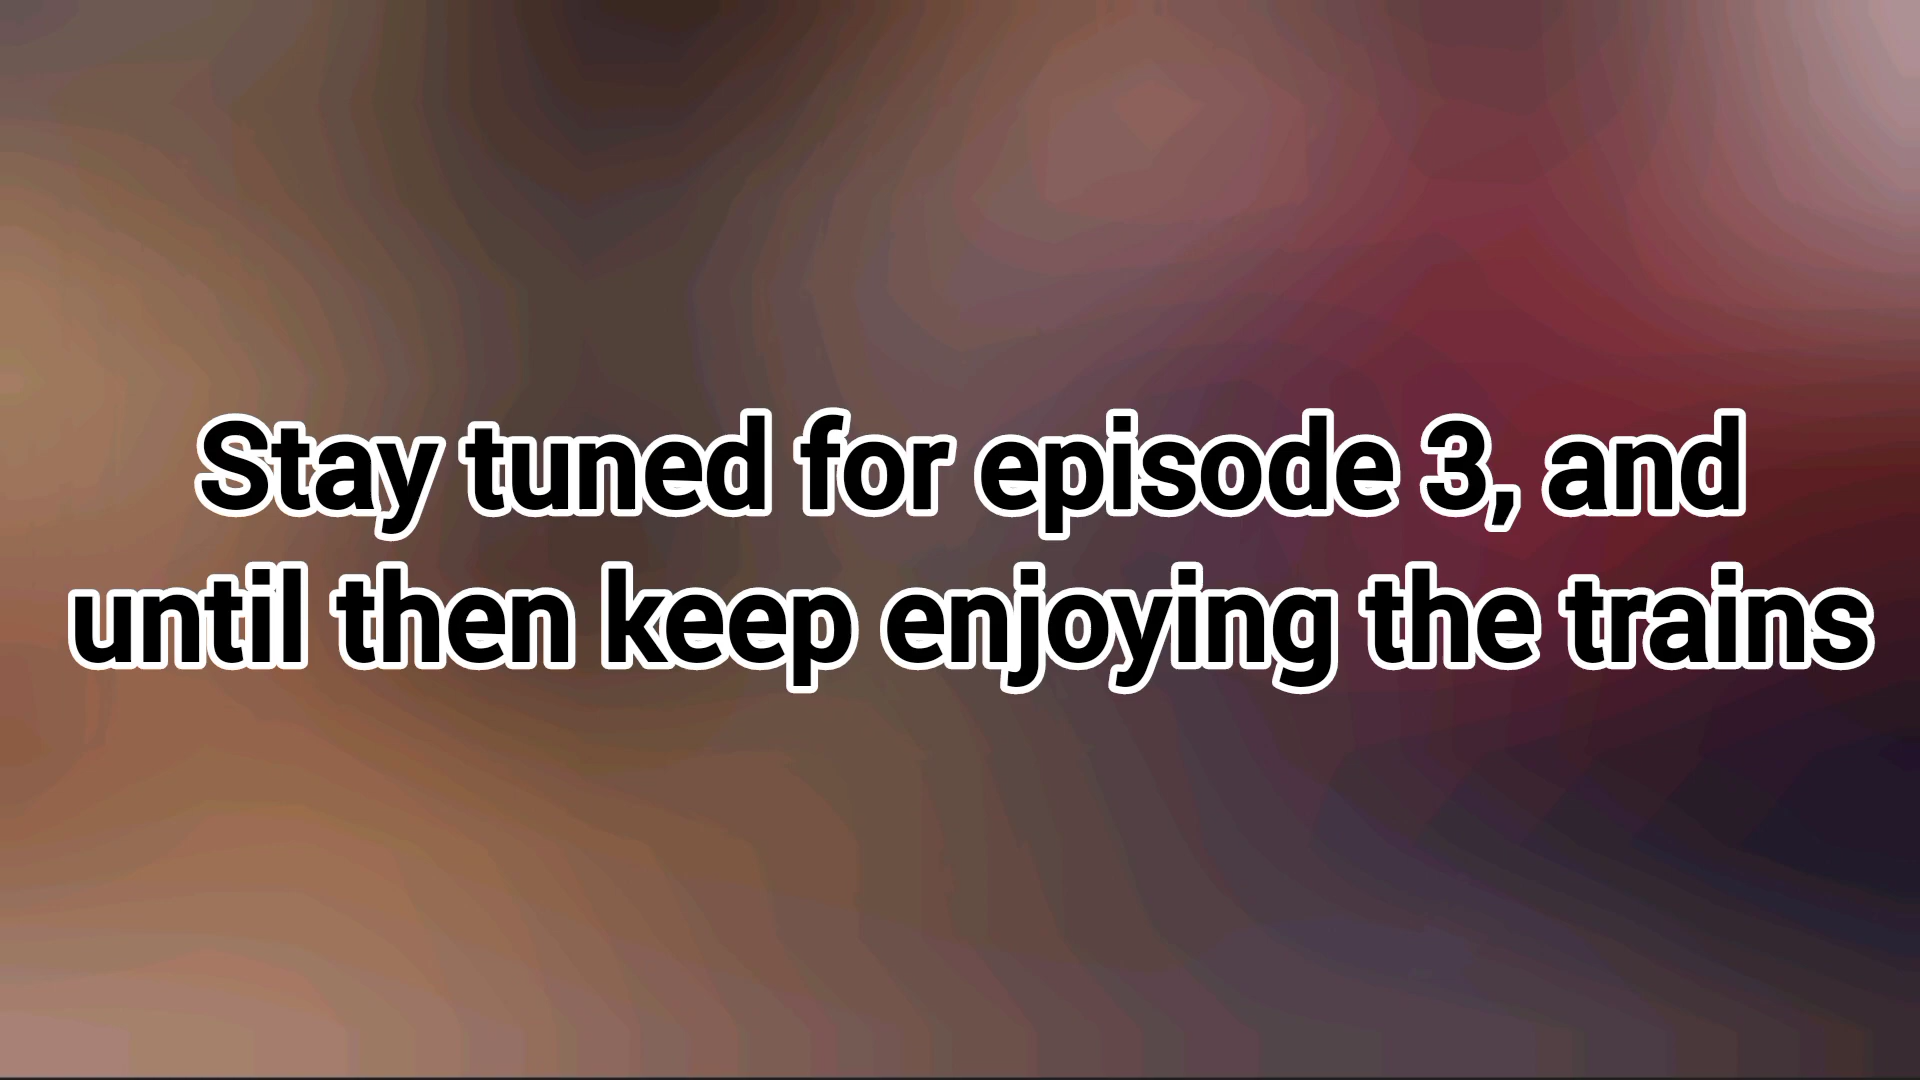 Stay tuned for episode 3, and
until then keep enjoying the trains